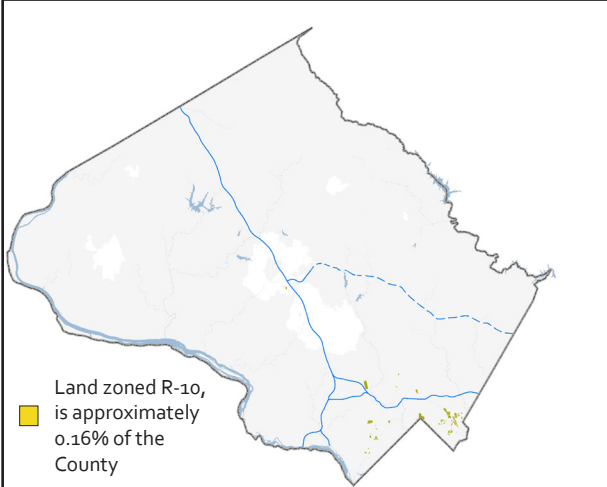 Land zoned R-10,
is approximately
0.16% of the
County